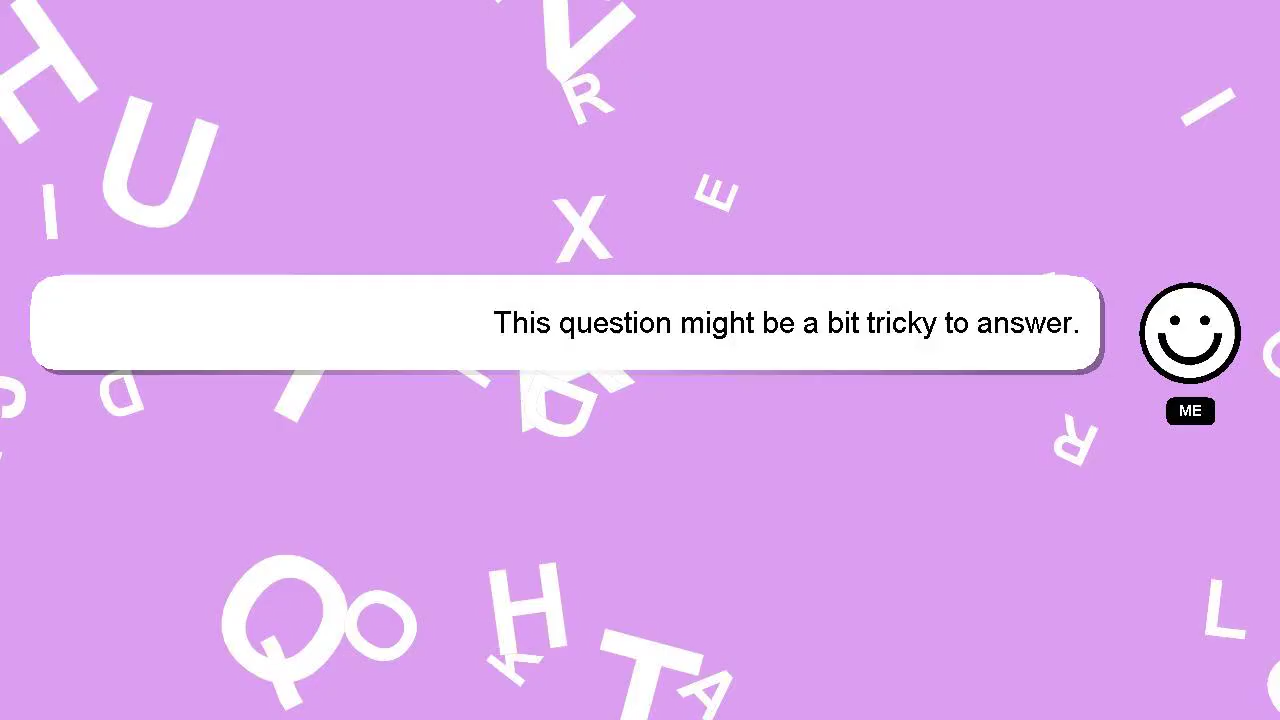 This question might be a bit tricky to answer.
ME
H
U
I
V
R
X
E
I
D
R
Q
O
H
K
T
A
L